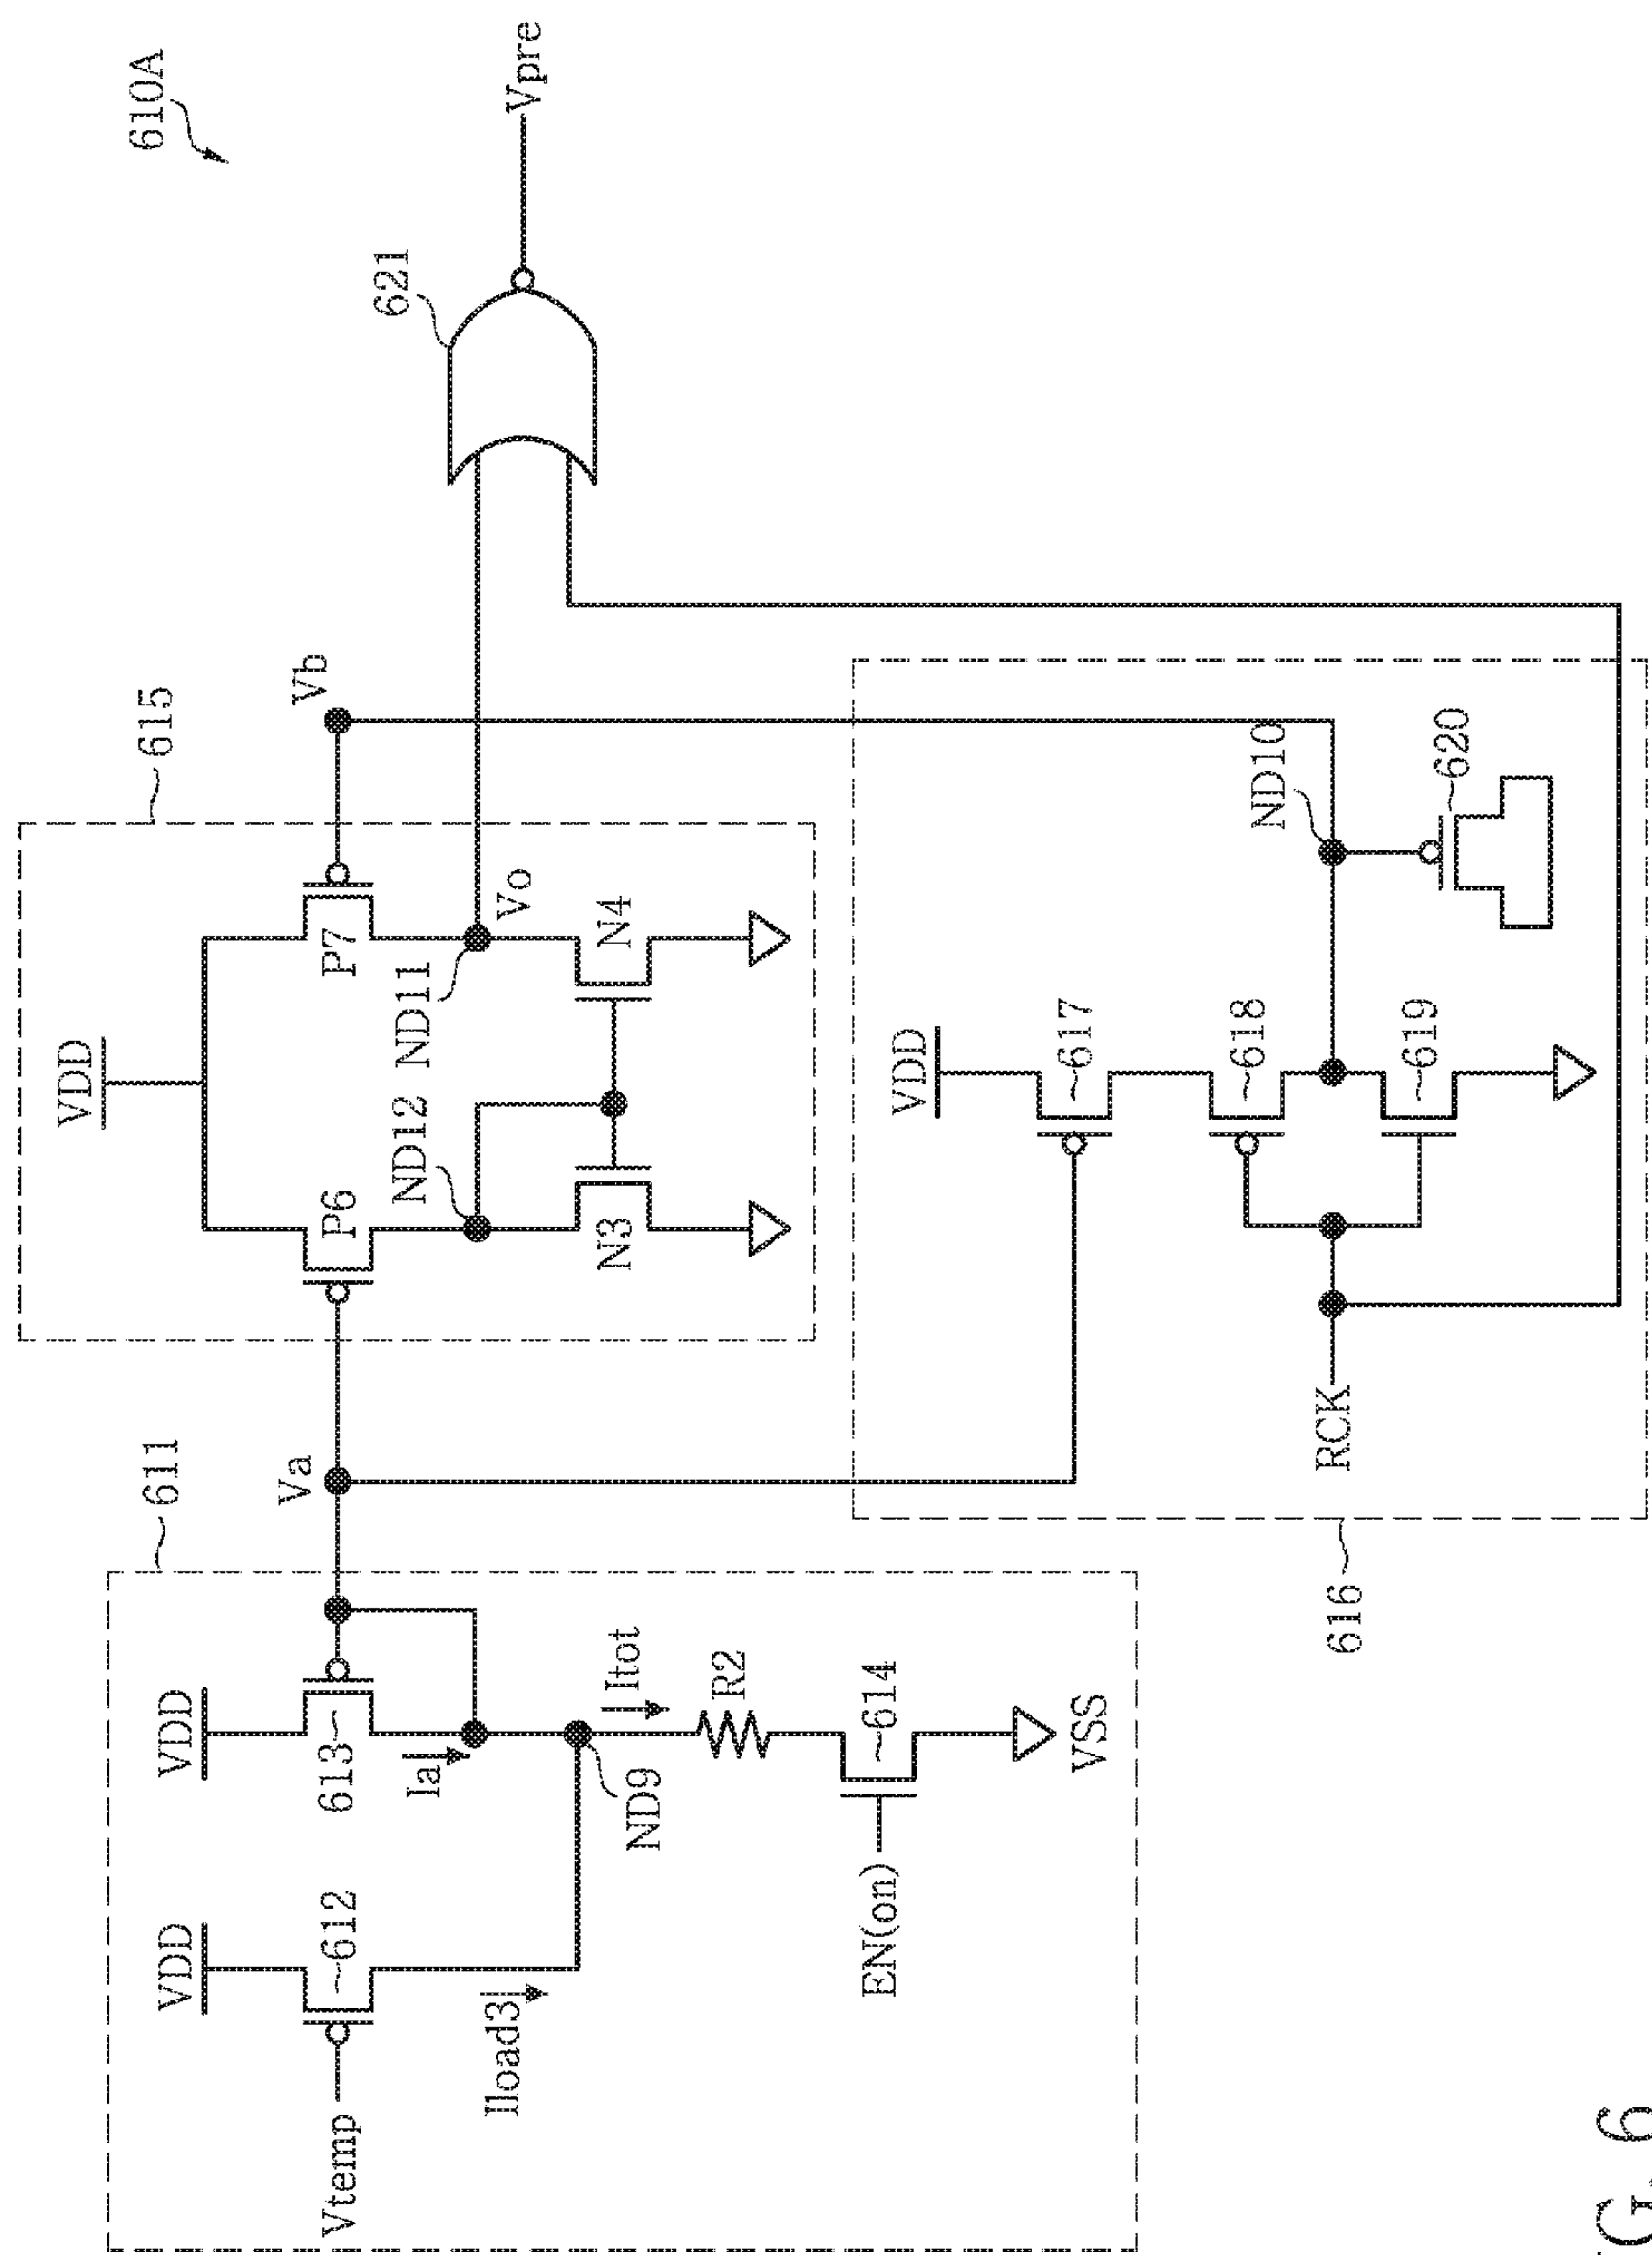 610A
611
VDD
VDD
Vtemp
612
613
Ia
Iload3
Itot
ND9
R2
EN(on)
614
VSS
Va
615
VDD
P6
P7
Vb
ND12
ND11
Vo
N3
N4
621
Vpre
616
VDD
617
618
619
RCK
ND10
620
G. 6